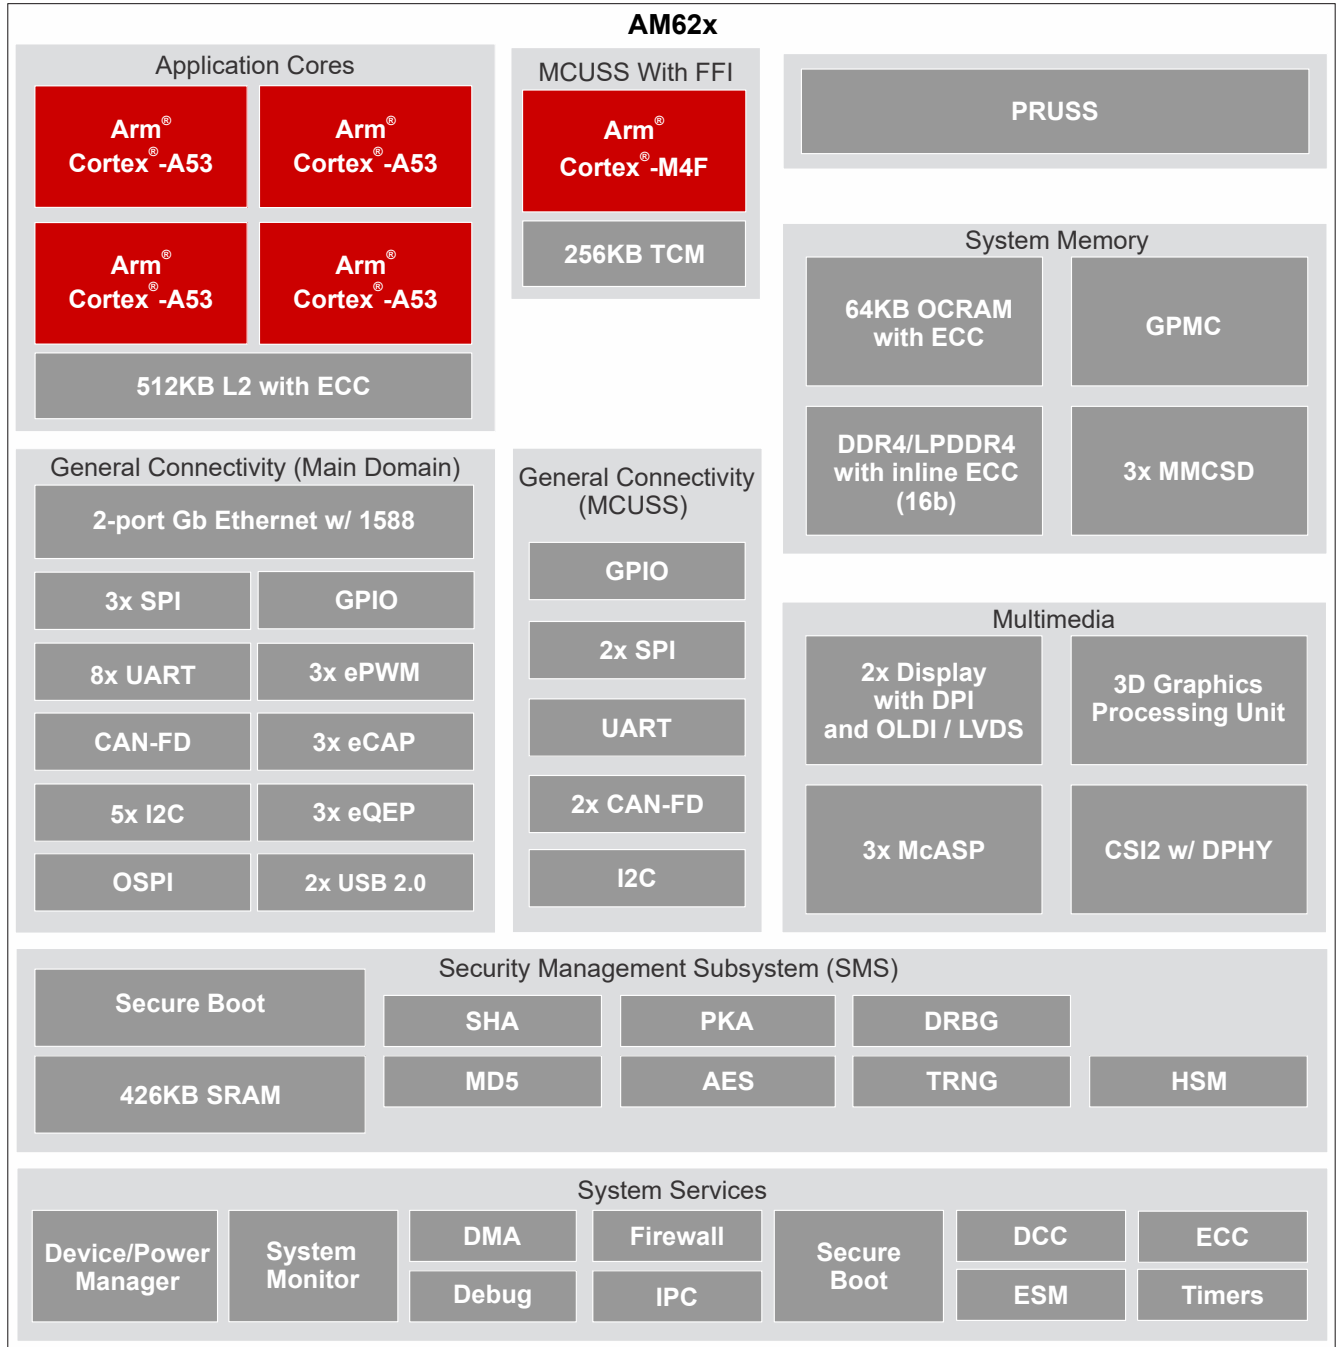 AM62x
Application Cores
Arm®
Cortex®-A53
Arm®
Cortex®-A53
Arm®
Cortex®-A53
Arm®
Cortex®-A53
512KB L2 with ECC
MCUSS With FFI
Arm®
Cortex®-M4F
256KB TCM
PRUSS
System Memory
64KB OCRAM
with ECC
GPMC
DDR4/LPDDR4
with inline ECC
(16b)
3x MMCSD
General Connectivity (Main Domain)
2-port Gb Ethernet w/ 1588
3x SPI
GPIO
8x UART
3x ePWM
CAN-FD
3x eCAP
5x I2C
3x eQEP
OSPI
2x USB 2.0
General Connectivity
(MCUSS)
GPIO
2x SPI
UART
2x CAN-FD
I2C
Multimedia
2x Display
with DPI
and OLDI / LVDS
3D Graphics
Processing Unit
3x McASP
CSI2 w/ DPHY
Security Management Subsystem (SMS)
Secure Boot
SHA
PKA
DRBG
426KB SRAM
MD5
AES
TRNG
HSM
System Services
Device/Power
Manager
System
Monitor
DMA
Debug
Firewall
IPC
Secure
Boot
DCC
ESM
ECC
Timers